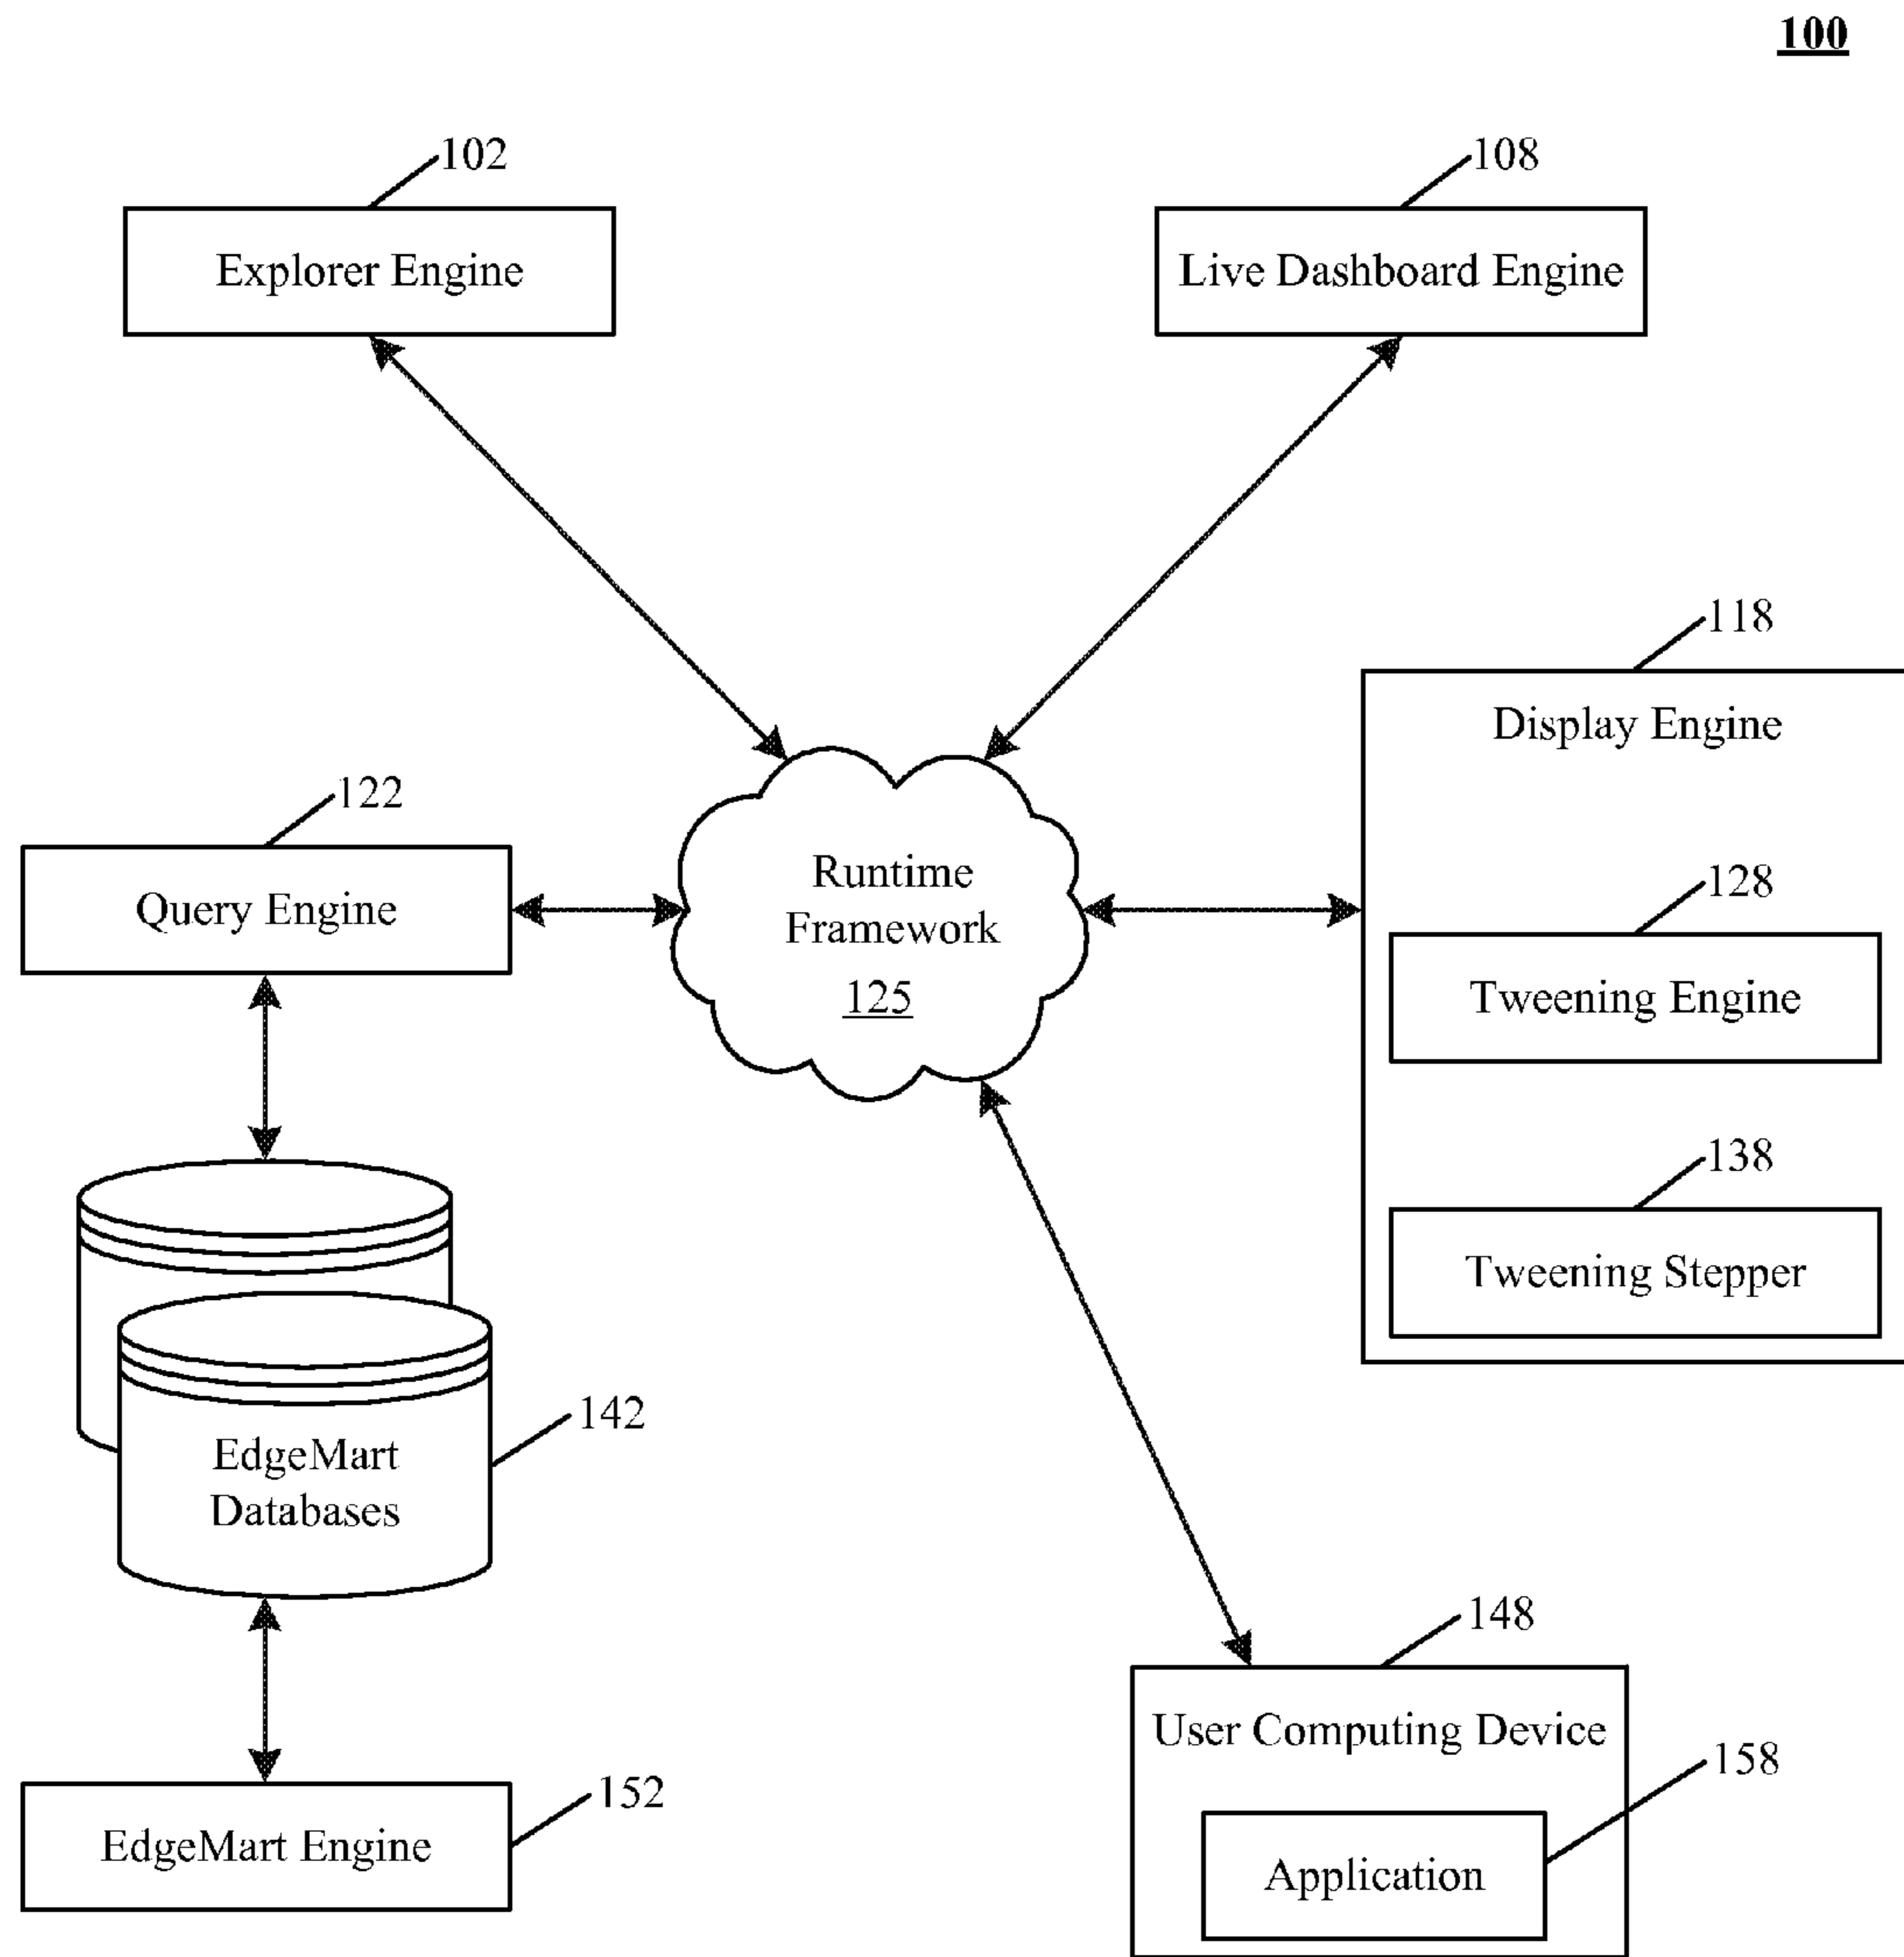 100
102
108
Explorer Engine
Live Dashboard Engine
118
Display Engine
122
Query Engine
Runtime
Framework
125
128
Tweening Engine
138
Tweening Stepper
142
EdgeMart
Databases
148
User Computing Device
152
158
EdgeMart Engine
Application